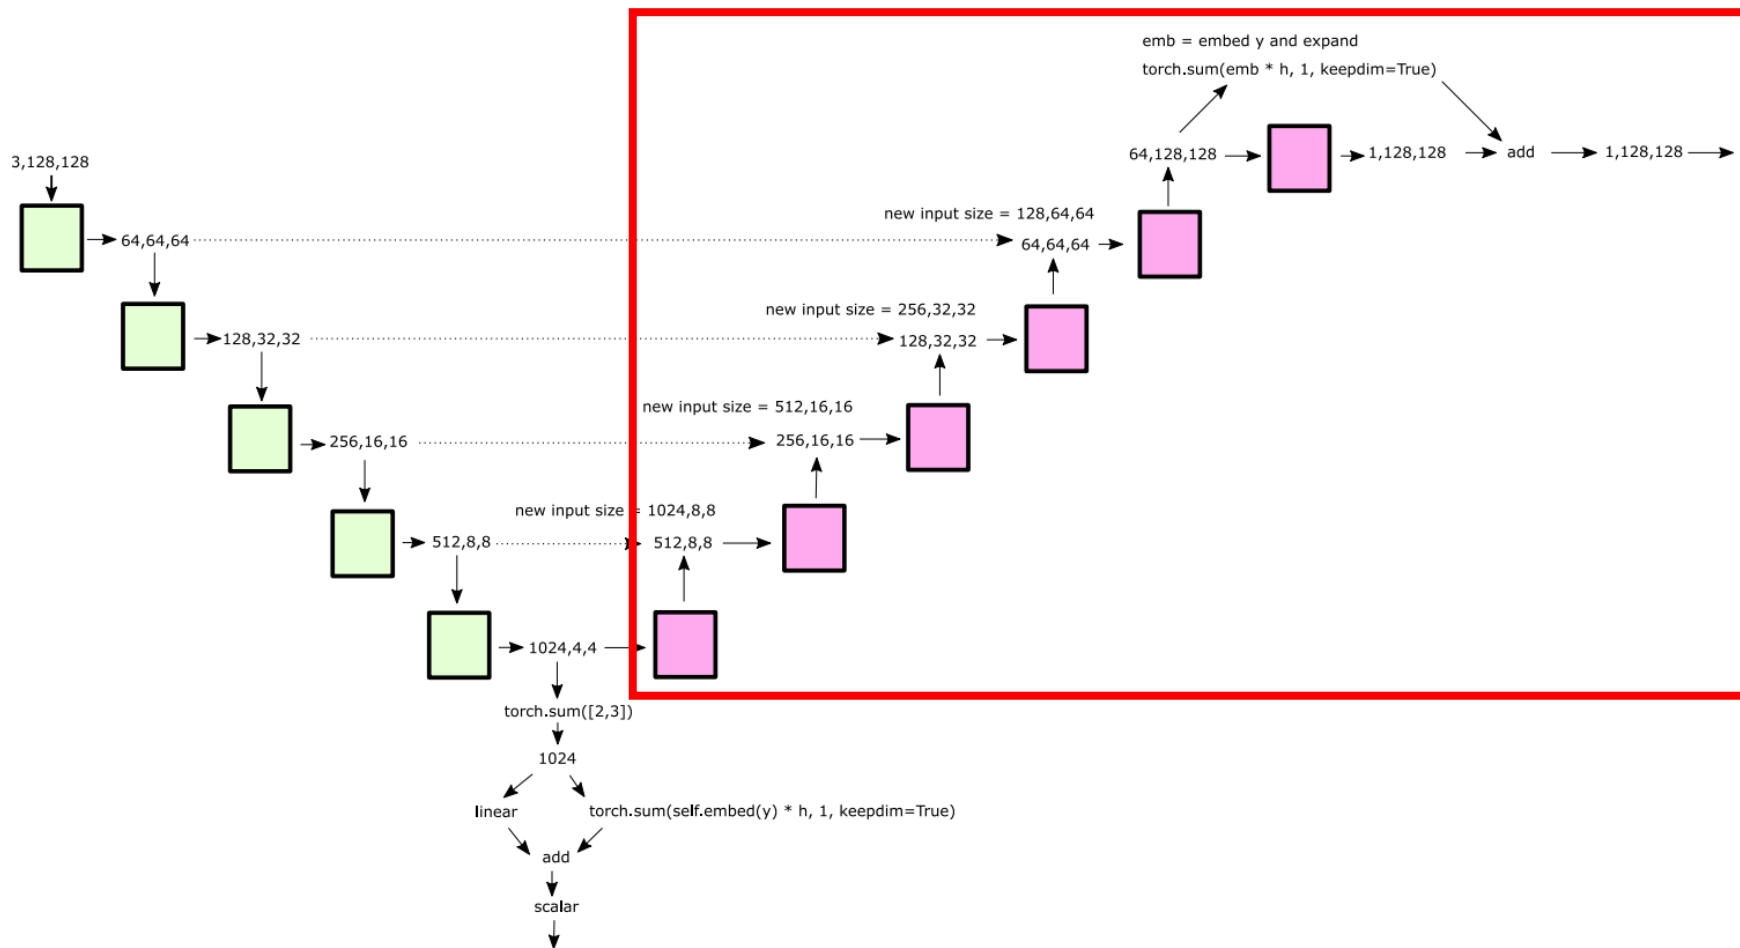 emb = embed y and expand
torch.sum(emb * h, 1, keepdim=True)
3,128,128
64,128,128
1,128,128
add
1,128,128
new input size = 128,64,64
64,64,64
64,64,64
new input size = 256,32,32
128,32,32
128,32,32
new input size = 512,16,16
256,16,16
256,16,16
new input size = 1024,8,8
512,8,8
512,8,8
1024,4,4
torch.sum([2,3])
1024
linear
torch.sum(self.embed(y) * h, 1, keepdim=True)
add
scalar